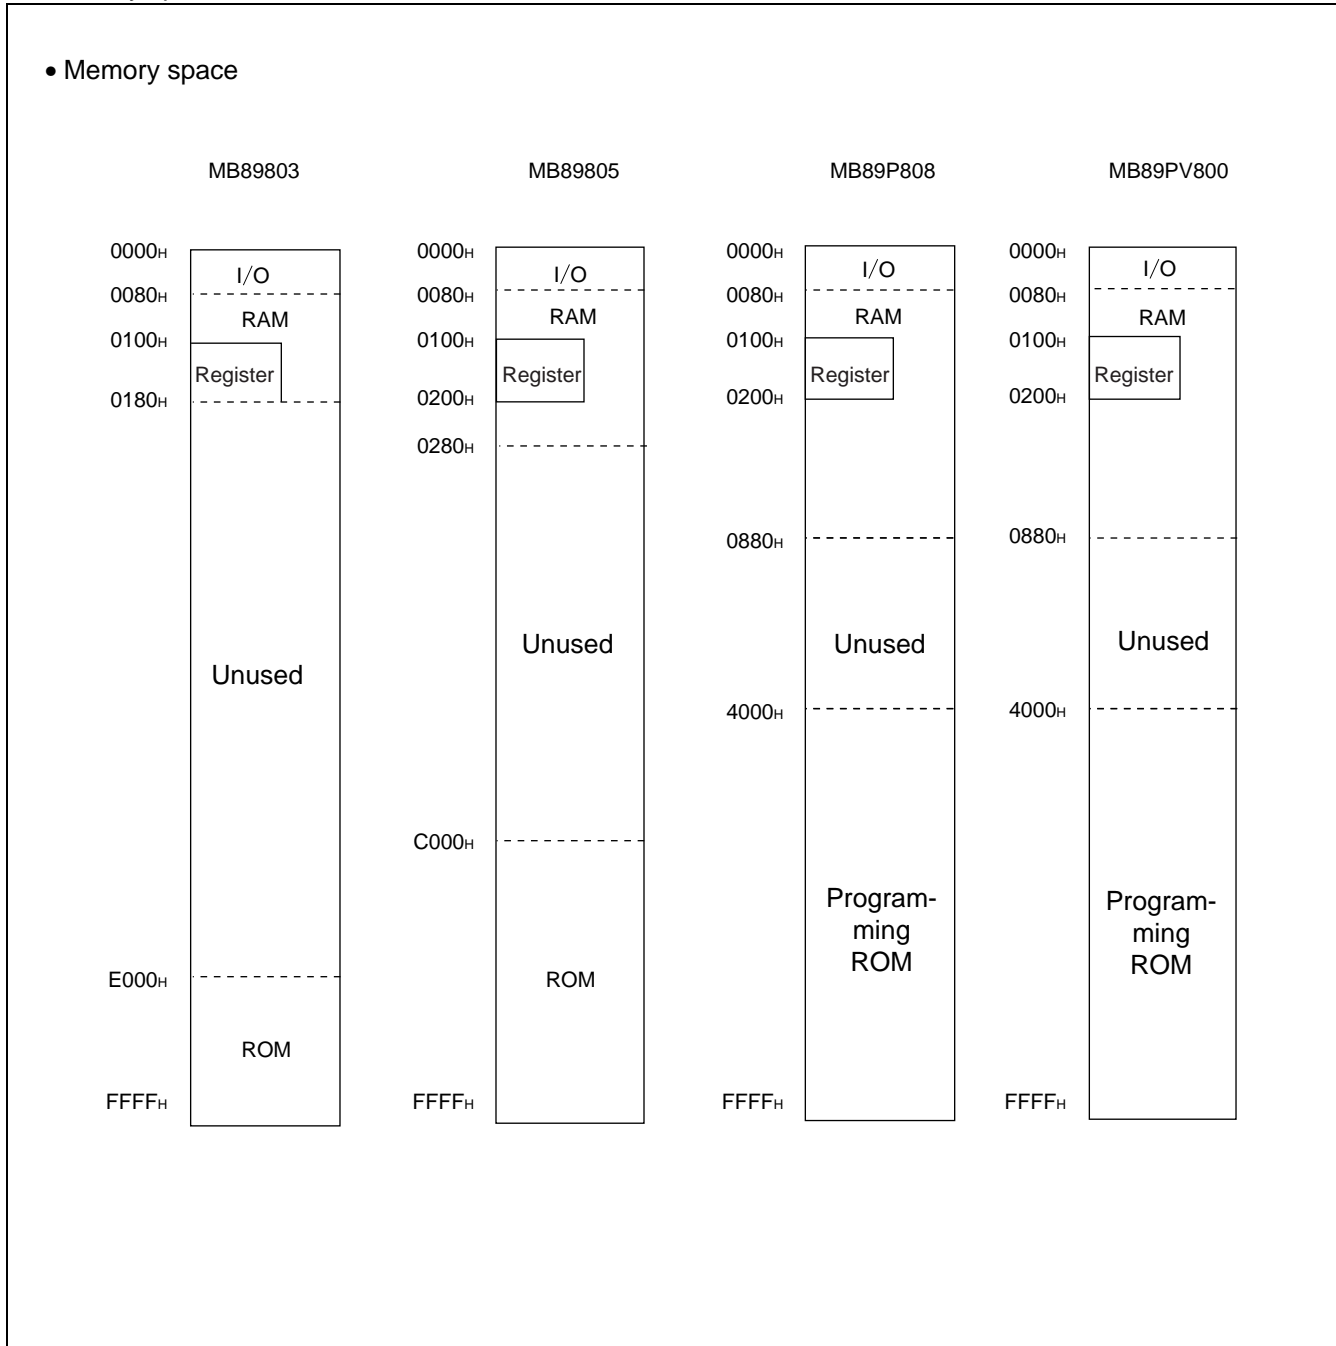 • Memory space
MB89803
0000H
I/O
0080H
RAM
0100H
Register
0180H
Unused
E000H
ROM
FFFFH
MB89805
0000H
I/O
0080H
RAM
0100H
Register
0200H
0280H
Unused
C000H
ROM
FFFFH
MB89P808
0000H
I/O
0080H
RAM
0100H
Register
0200H
0880H
Unused
4000H
Program-
ming
ROM
FFFFH
MB89PV800
0000H
I/O
0080H
RAM
0100H
Register
0200H
0880H
Unused
4000H
Program-
ming
ROM
FFFFH